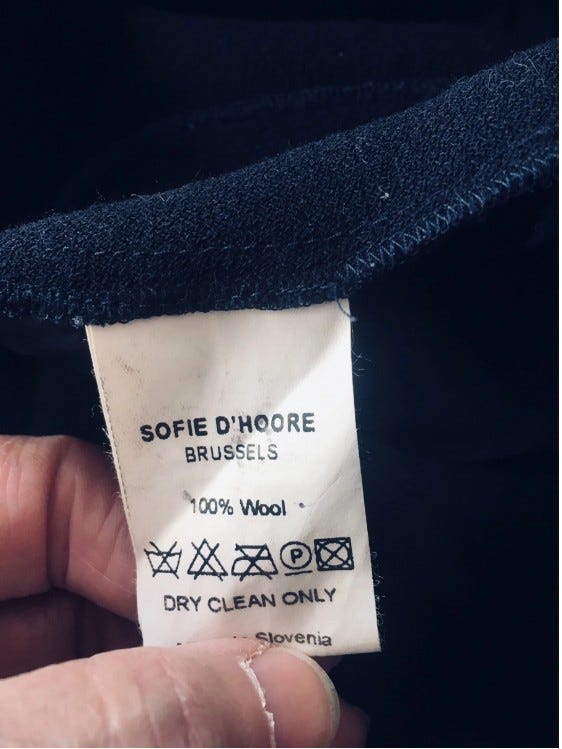 SOFIE D'HOORE
BRUSSELS
100% Wool
P
DRY CLEAN ONLY
Slovenia